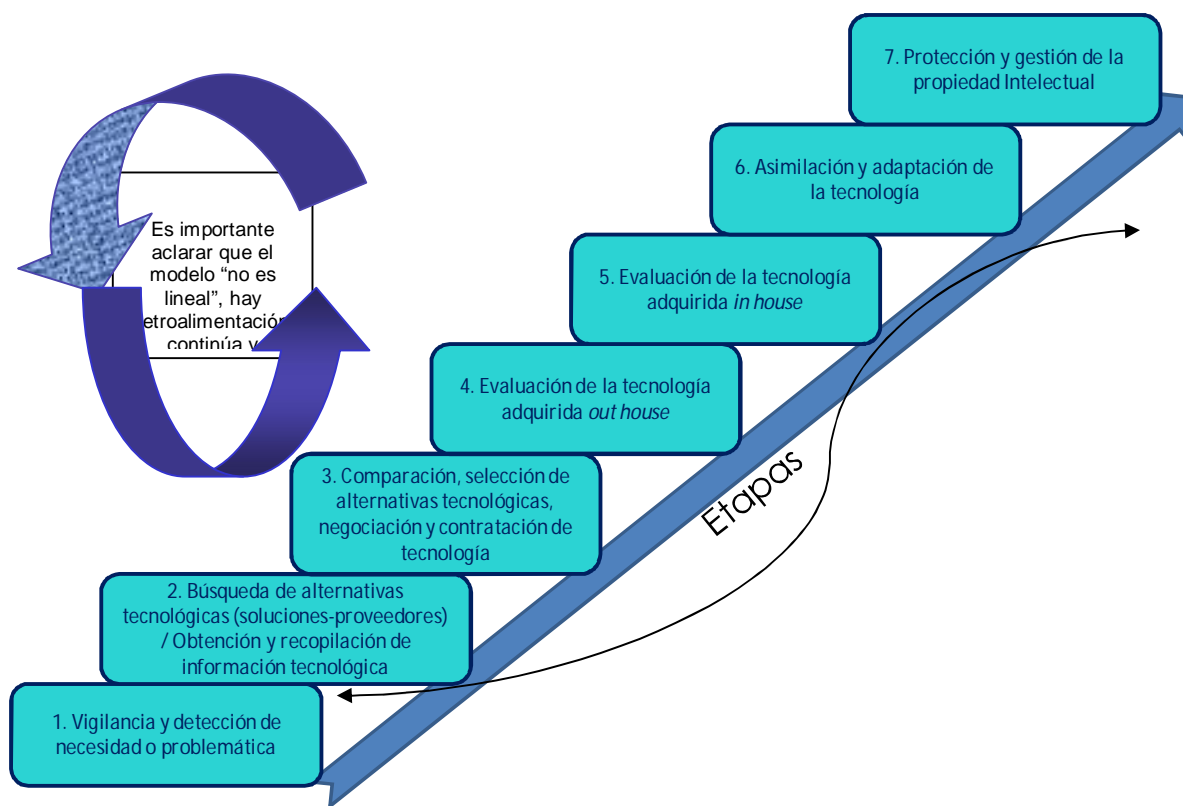 7. Protección y gestión de la
propiedad Intelectual
6. Asimilación y adaptación de
la tecnología
Es importante
aclarar que el
modelo “no es
lineal”, hay
etroalimentación
continúa y
5. Evaluación de la tecnología
adquirida in house
4. Evaluación de la tecnología
adquirida out house
3. Comparación, selección de
alternativas tecnológicas,
negociación y contratación de
tecnología
Etapas
2. Búsqueda de alternativas
tecnológicas (soluciones-proveedores)
/ Obtención y recopilación de
información tecnológica
1. Vigilancia y detección de
necesidad o problemática